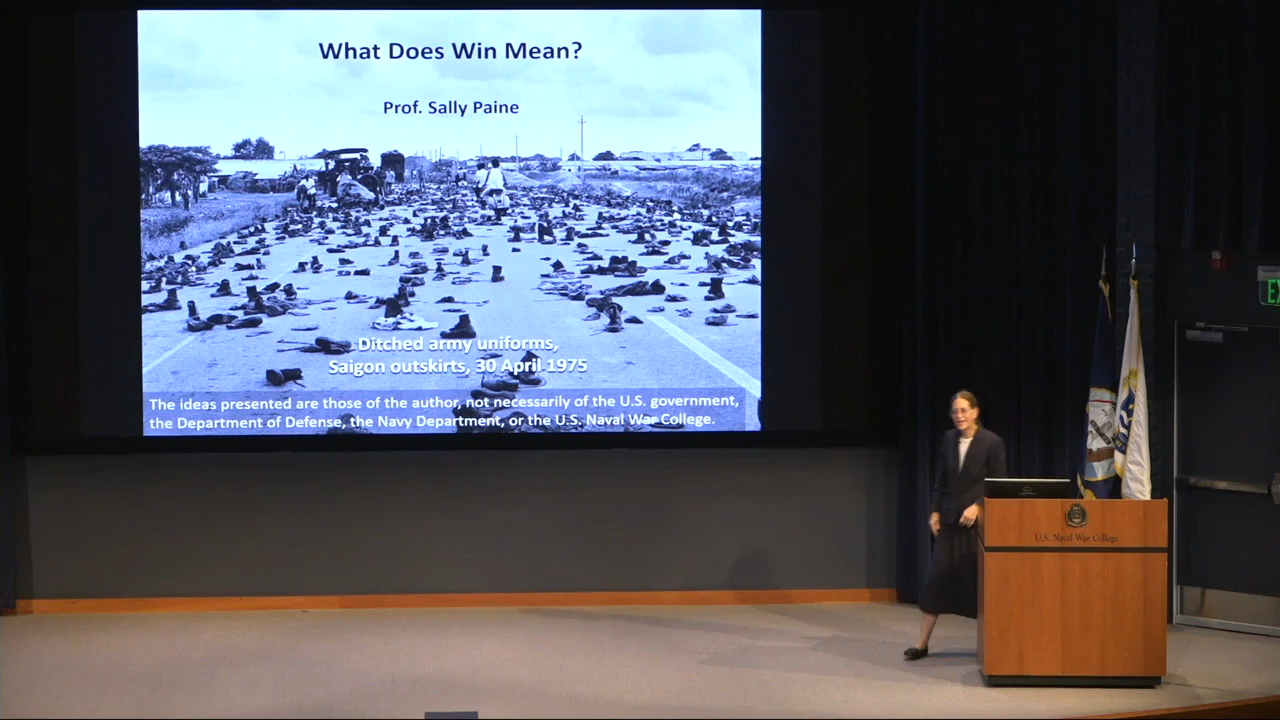 What Does Win Mean?
Prof. Sally Paine
Ditched army uniforms,
Saigon outskirts, 30 April 1975
The ideas presented are those of the author, not necessarily of the U.S. government,
the Department of Defense, the Navy Department, or the U.S. Naval War College.
U.S. Naval War College
EX